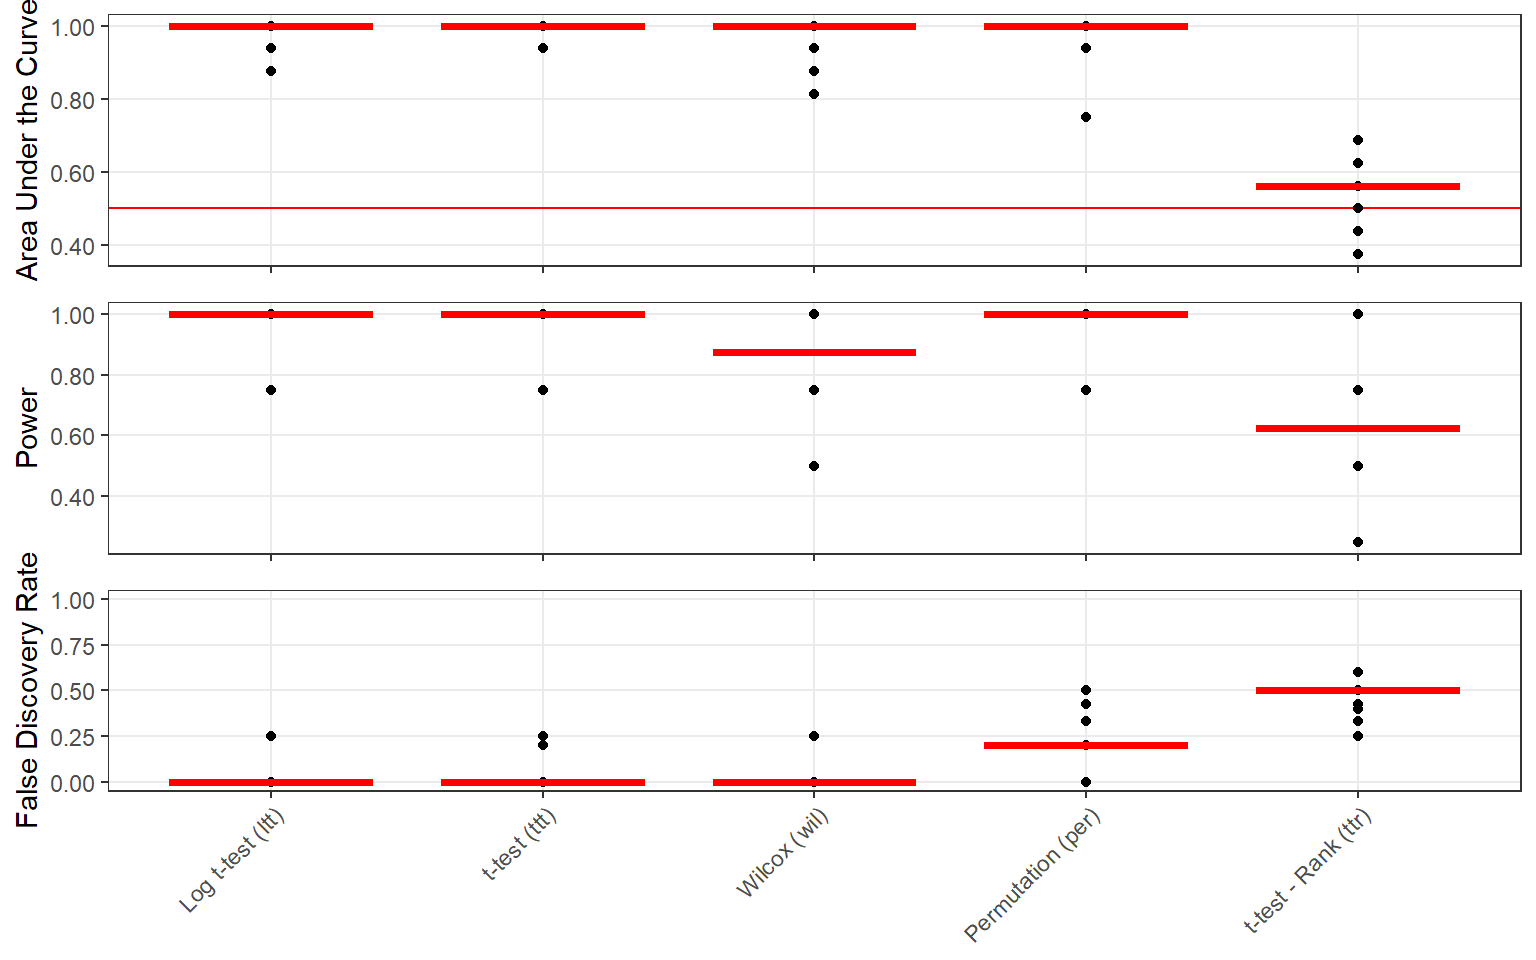 Area Under the Curve
1.00
0.80
0.60
0.40
Power
1.00
0.80
0.60
0.40
False Discovery Rate
1.00
0.75
0.50
0.25
0.00
Log t-test (ltt)
t-test (ttt)
Wilcox (wil)
Permutation (per)
t-test - Rank (ttr)